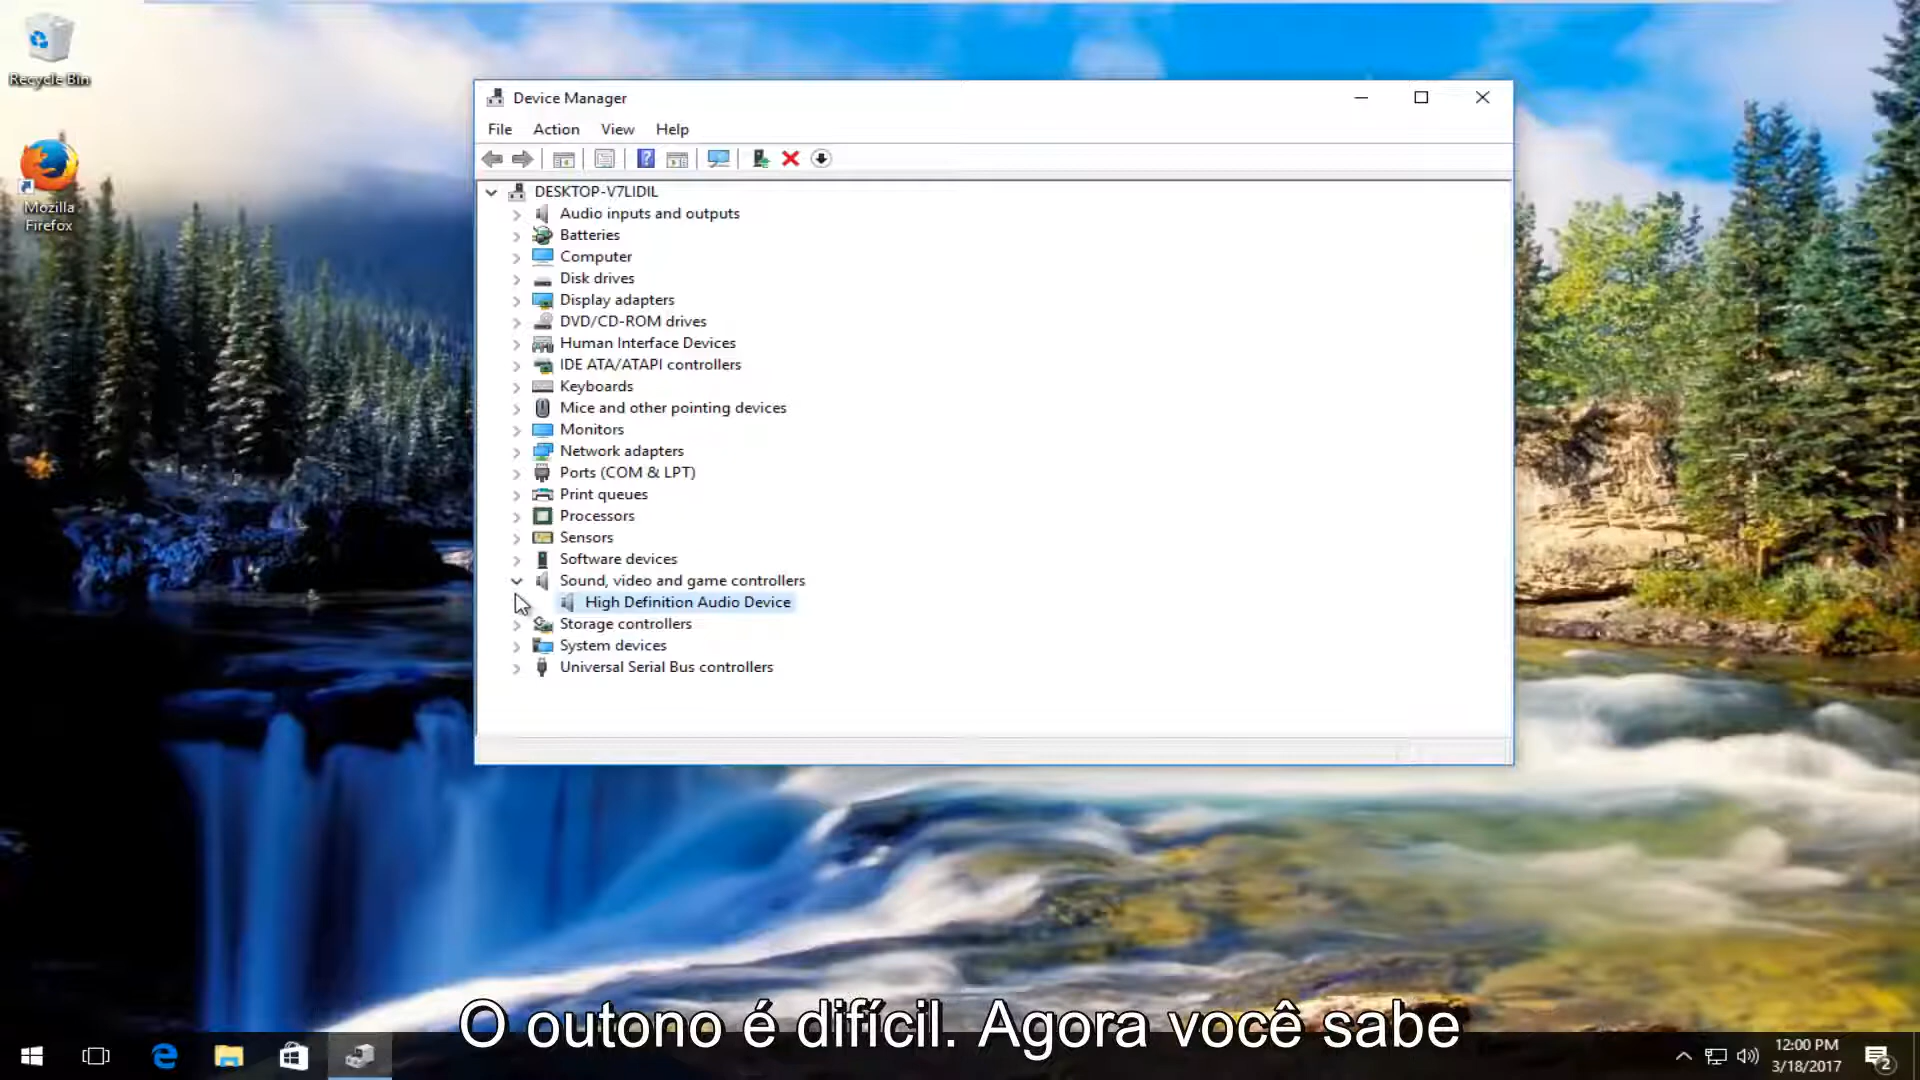 Recycle Bin
Mozilla
Firefox
Device Manager
File Action View Help
DESKTOP-V7LIDIL
Audio inputs and outputs
Batteries
Computer
Disk drives
Display adapters
DVD/CD-ROM drives
Human Interface Devices
IDE ATA/ATAPI controllers
Keyboards
Mice and other pointing devices
Monitors
Network adapters
Ports (COM & LPT)
Print queues
Processors
Sensors
Software devices
Sound, video and game controllers
High Definition Audio Device
Storage controllers
System devices
Universal Serial Bus controllers
O outono é difícil. Agora você sabe
12:00 PM
3/18/2017
2